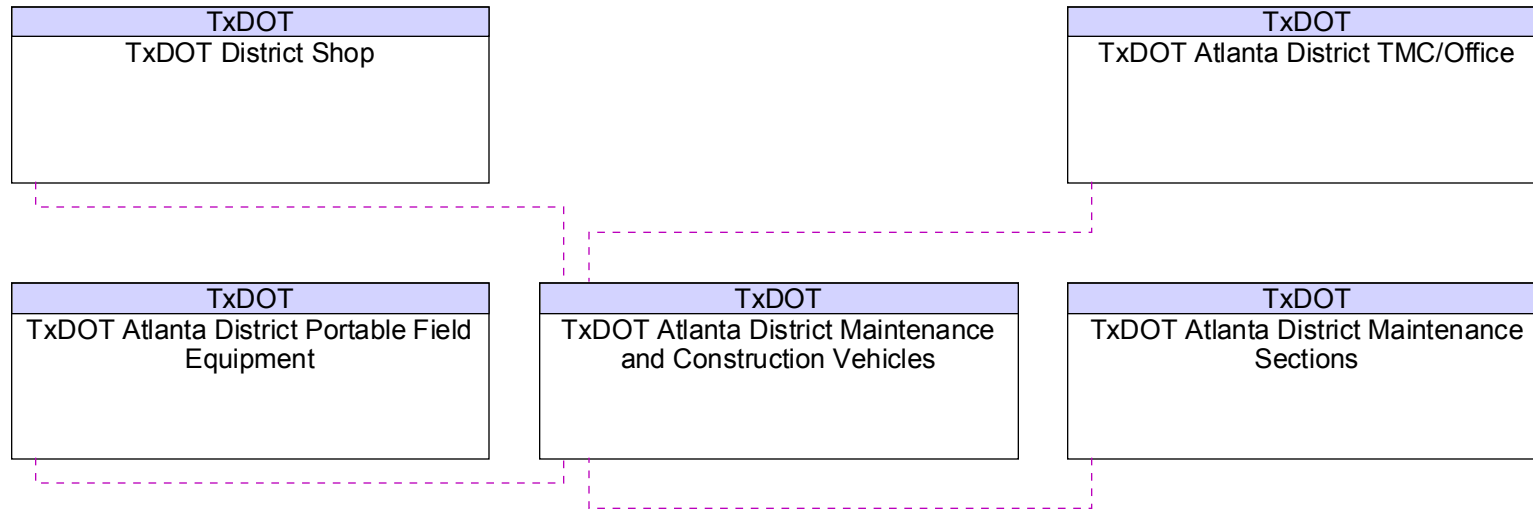 TxDOT
TxDOT District Shop
TxDOT
TxDOT Atlanta District TMC/Office
TxDOT
TxDOT Atlanta District Portable Field
Equipment
TxDOT
TxDOT Atlanta District Maintenance
and Construction Vehicles
TxDOT
TxDOT Atlanta District Maintenance
Sections